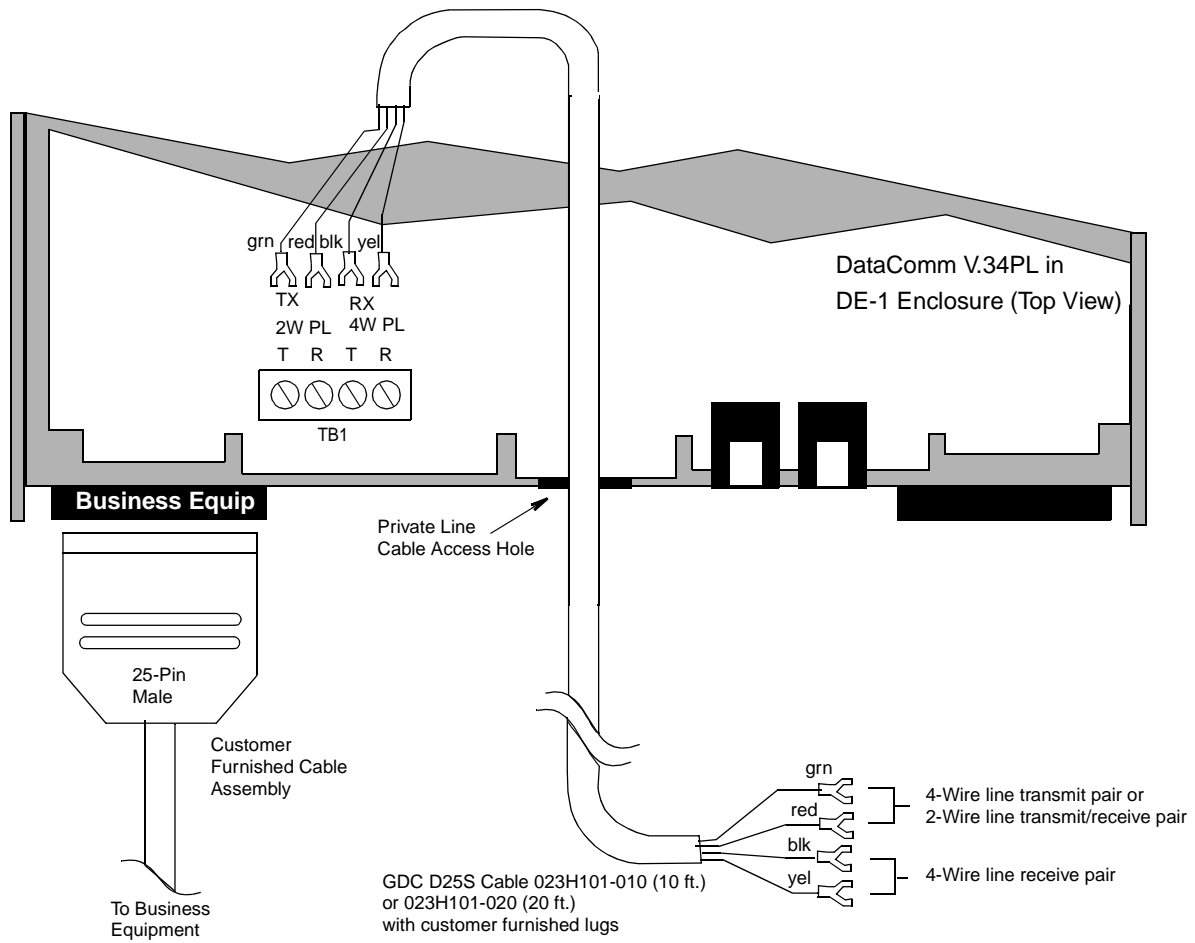 grn red blk yel
TX RX
2W PL 4W PL
T R T R
TB1
DataComm V.34PL in
DE-1 Enclosure (Top View)
Business Equip
Private Line
Cable Access Hole
25-Pin
Male
Customer
Furnished Cable
Assembly
To Business
Equipment
grn
red
blk
yel
4-Wire line transmit pair or
2-Wire line transmit/receive pair
4-Wire line receive pair
GDC D25S Cable 023H101-010 (10 ft.)
or 023H101-020 (20 ft.)
with customer furnished lugs